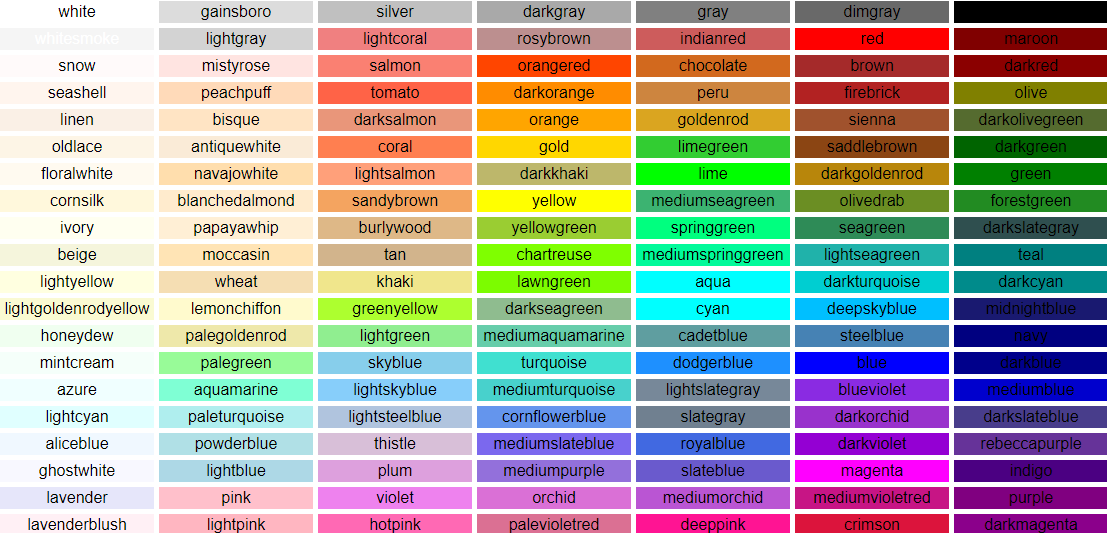 white gainsboro silver darkgray gray dimgray
whitesmoke lightgray lightcoral rosybrown indianred red maroon
snow mistyrose salmon orangered chocolate brown darkred
seashell peachpuff tomato darkorange peru firebrick olive
linen bisque darksalmon orange goldenrod sienna darkolivegreen
oldlace antiquewhite coral gold limegreen saddlebrown darkgreen
floralwhite navajowhite lightsalmon darkkhaki lime darkgoldenrod green
cornsilk blanchedalmond sandybrown yellow mediumseagreen olivedrab forestgreen
ivory papayawhip burlywood yellowgreen springgreen seagreen darkslategray
beige moccasin tan chartreuse mediumspringgreen lightseagreen teal
lightyellow wheat khaki lawngreen aqua darkturquoise darkcyan
lightgoldenrodyellow lemonchiffon greenyellow darkseagreen cyan deepskyblue midnightblue
honeydew palegoldenrod lightgreen mediumaquamarine cadetblue steelblue navy
mintcream palegreen skyblue turquoise dodgerblue blue darkblue
azure aquamarine lightskyblue mediumturquoise lightslategray blueviolet mediumblue
lightcyan paleturquoise lightsteelblue cornflowerblue slategray darkorchid darkslateblue
aliceblue powderblue thistle mediumslateblue royalblue darkviolet rebeccapurple
ghostwhite lightblue plum mediumpurple slateblue magenta indigo
lavender pink violet orchid mediumorchid mediumvioletred purple
lavenderblush lightpink hotpink palevioletred deeppink crimson darkmagenta